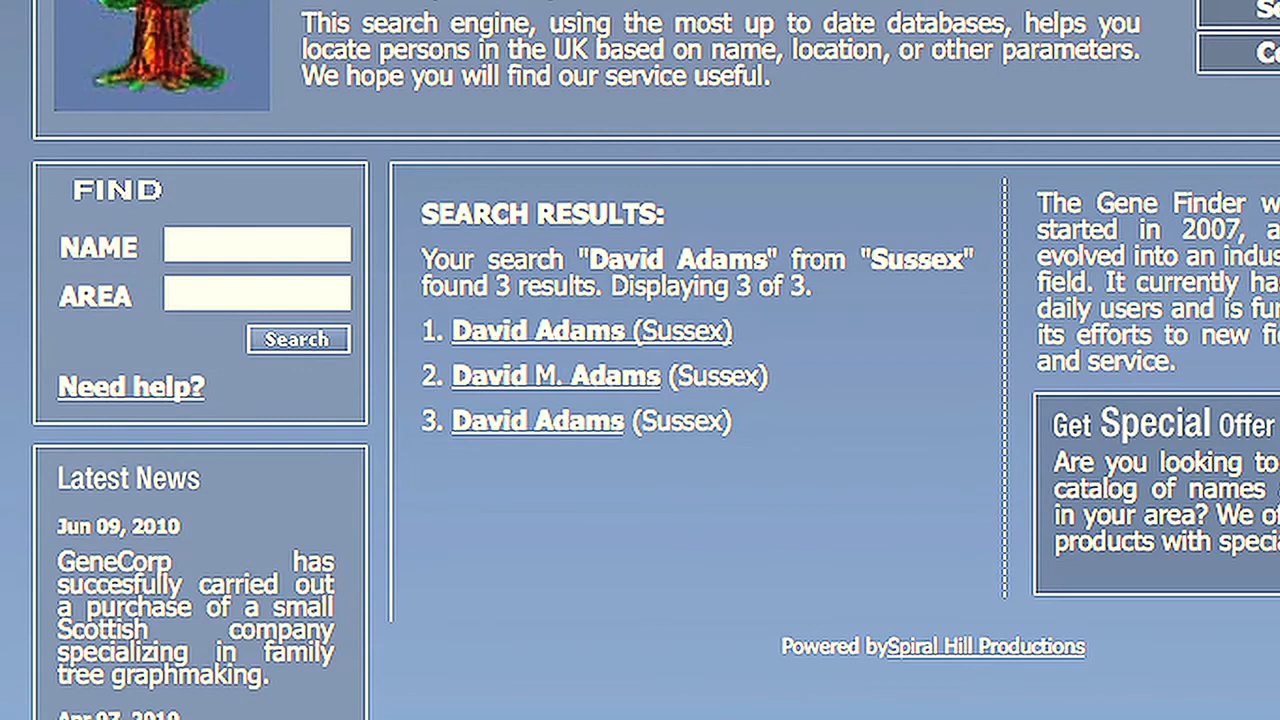 This search engine, using the most up to date databases, helps you
locate persons in the UK based on name, location, or other parameters.
We hope you will find our service useful.
FIND
NAME
AREA
Search
Need help?
Latest News
Jun 09, 2010
GeneCorp has
succesfully carried out
a purchase of a small
Scottish company
specializing in family
tree graphmaking.
Apr 07, 2010
SEARCH RESULTS:
Your search "David Adams" from "Sussex"
found 3 results. Displaying 3 of 3.
1. David Adams (Sussex)
2. David M. Adams (Sussex)
3. David Adams (Sussex)
The Gene Finder w
started in 2007, a
evolved into an indus
field. It currently ha
daily users and is fu
its efforts to new fi
and service.
Get Special Offer
Are you looking to
catalog of names
in your area? We of
products with specia
Powered bySpiral Hill Productions